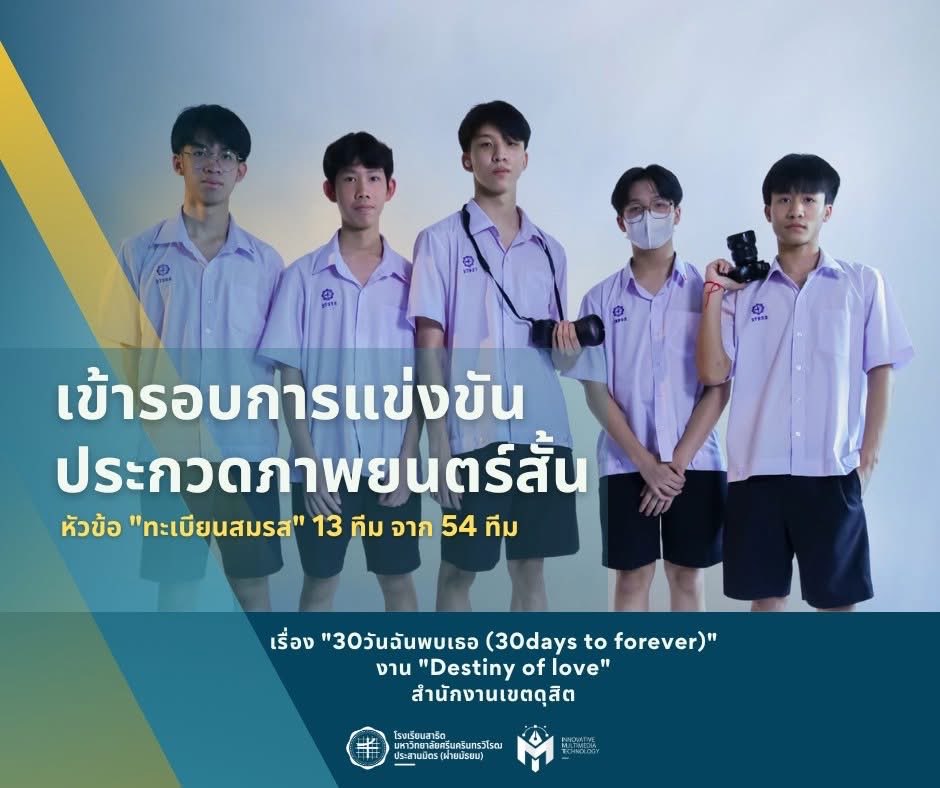 เข้ารอบการแข่งขัน
ประกวดภาพยนตร์สั้น
หัวข้อ "ทะเบียนสมรส" 13 ทีม จาก 54 ทีม
เรื่อง "30วันฉันพบเธอ (30days to forever)"
งาน "Destiny of love"
สำนักงานเขตดุสิต
โรงเรียนสาธิต
มหาวิทยาลัยศรีนครินทรวิโรฒ
ประสานมิตร (ฝ่ายมัธยม)
INNOVATIVE
MULTIMEDIA
TECHNOLOGY